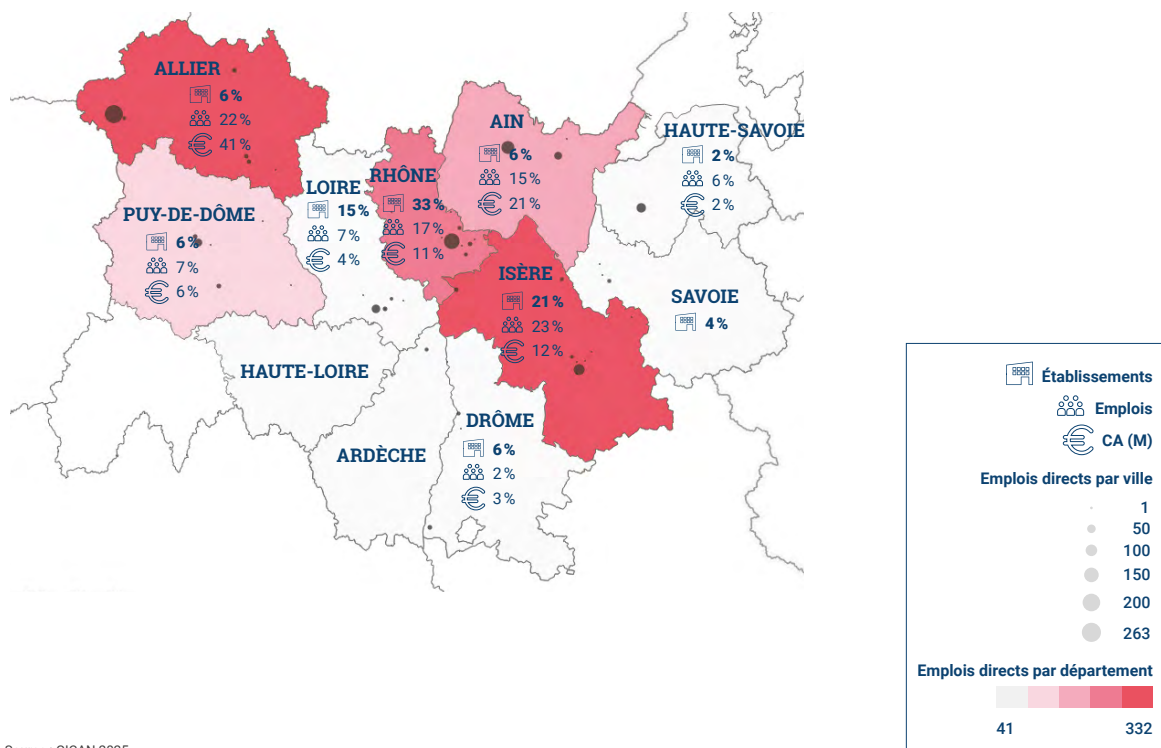 ALLIER
6%
22%
41%
AIN
6%
15%
21%
HAUTE-SAVOIE
2%
6%
2%
LOIRE
15%
7%
4%
RHÔNE
33%
17%
11%
PUY-DE-DÔME
6%
7%
6%
ISÈRE
21%
23%
12%
SAVOIE
4%
HAUTE-LOIRE
ARDÈCHE
DRÔME
6%
2%
3%
Établissements
Emplois
CA (M)
Emplois directs par ville
1
50
100
150
200
263
Emplois directs par département
41 332